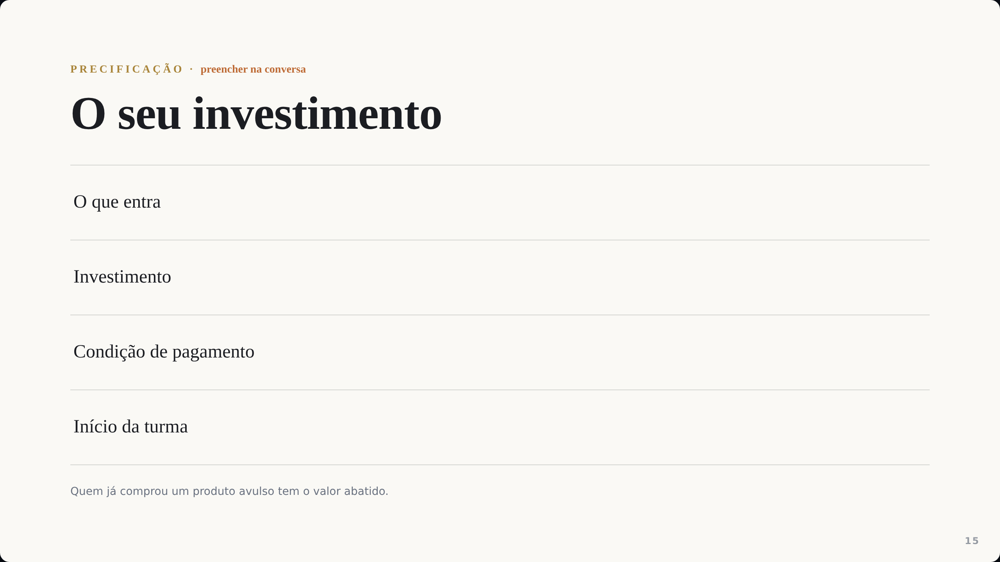 PRECIFICAÇÃO · preencher na conversa
O seu investimento
O que entra
Investimento
Condição de pagamento
Início da turma
Quem já comprou um produto avulso tem o valor abatido.
15